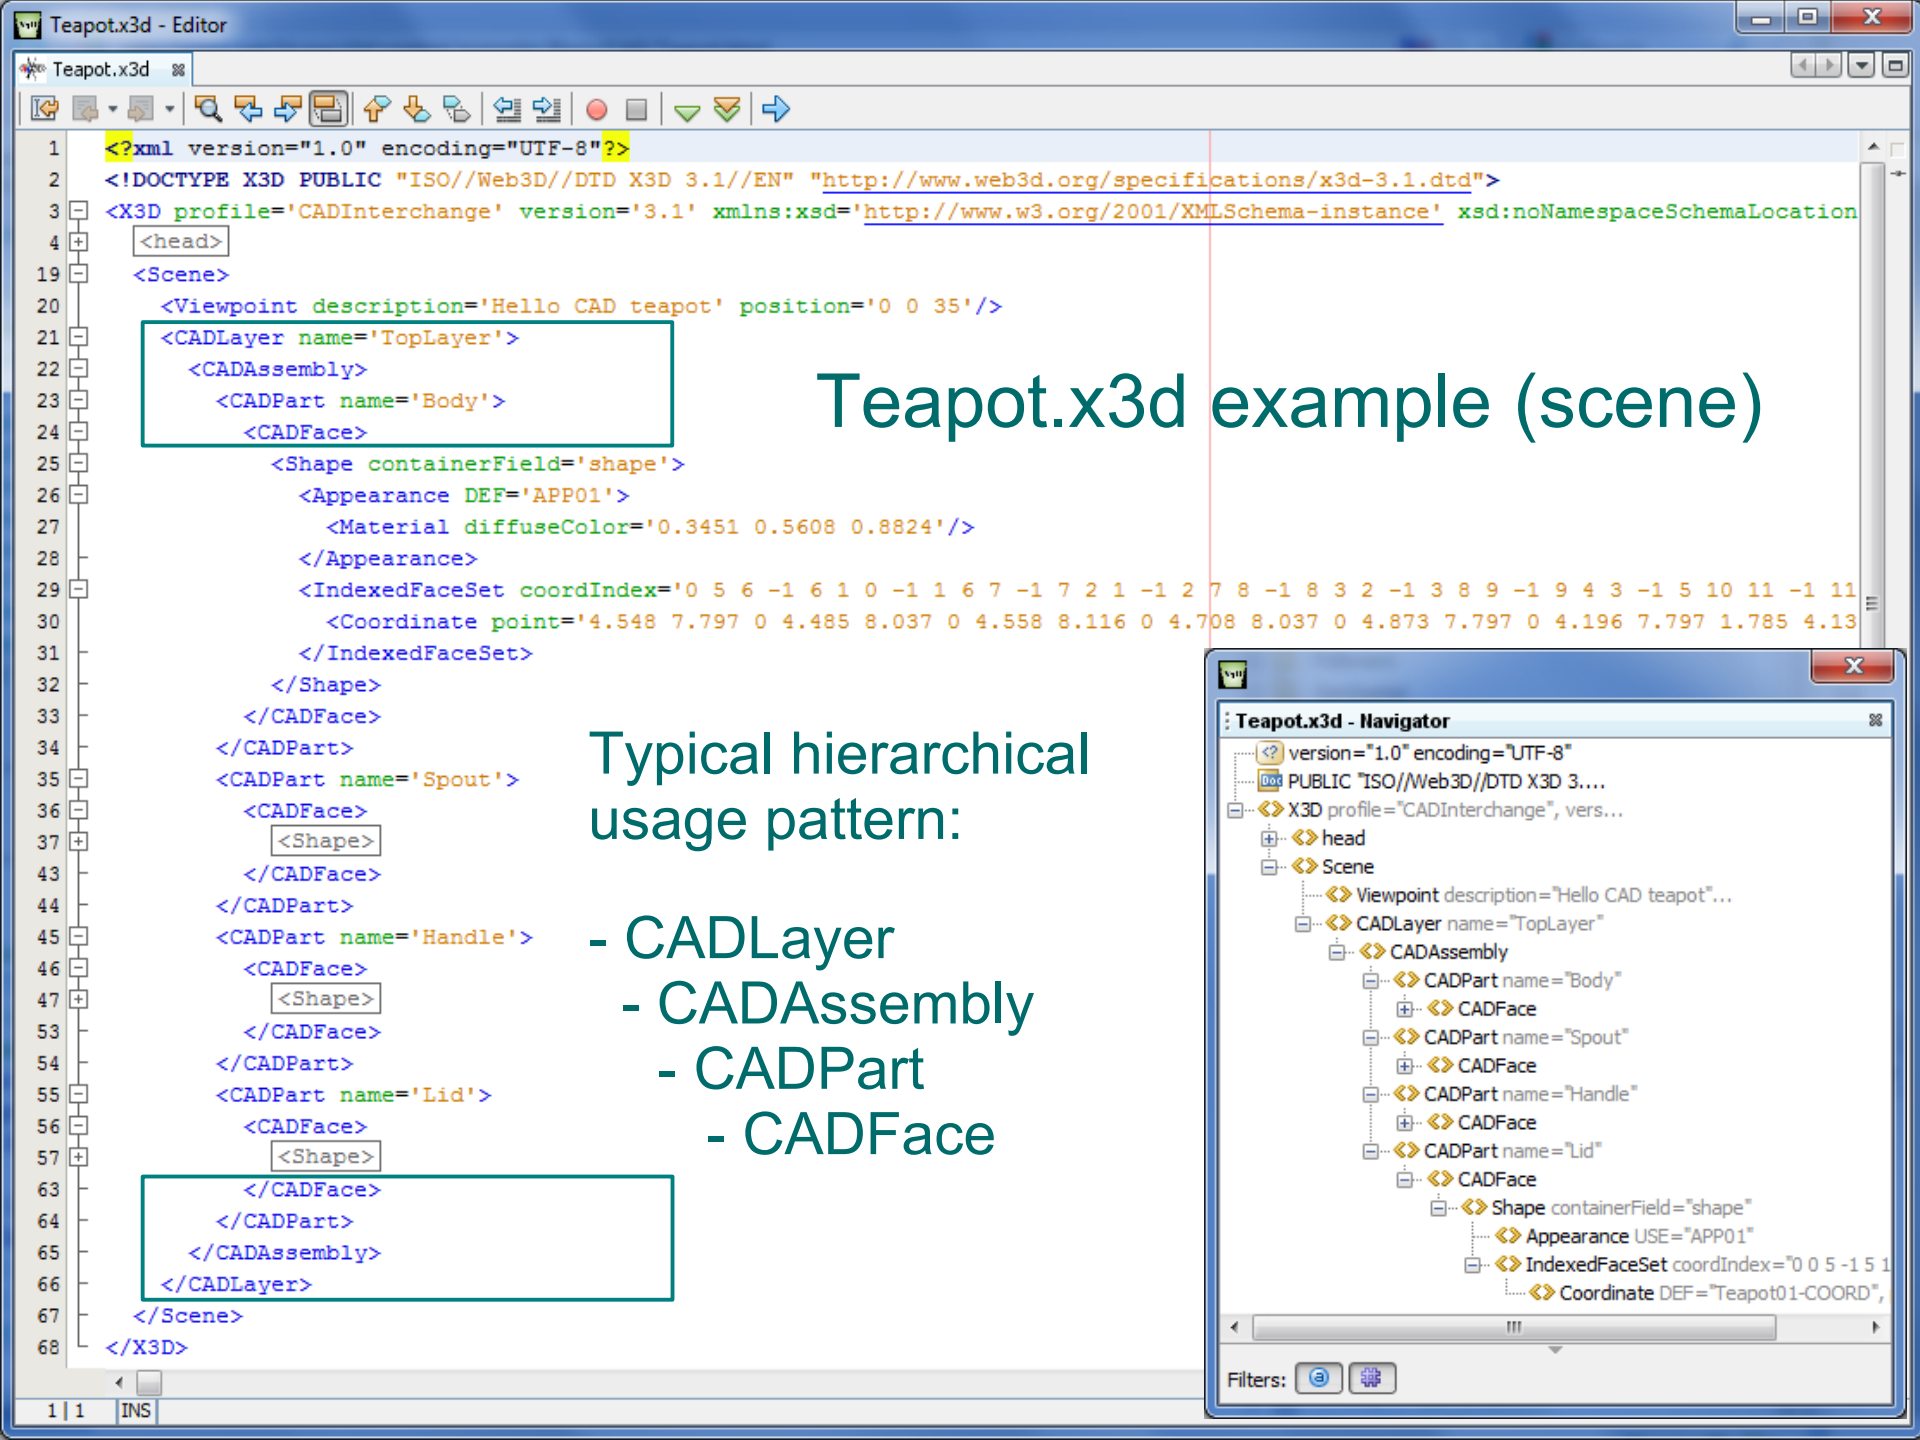 Teapot.x3d - Editor
Teapot.x3d
1 <?xml version="1.0" encoding="UTF-8"?>
2 <!DOCTYPE X3D PUBLIC "ISO//Web3D//DTD X3D 3.1//EN" "http://www.web3d.org/specifications/x3d-3.1.dtd">
3 <X3D profile='CADInterchange' version='3.1' xmlns:xsd='http://www.w3.org/2001/XMLSchema-instance' xsd:noNamespaceSchemaLocation
4 <head>
19 <Scene>
20 <Viewpoint description='Hello CAD teapot' position='0 0 35'/>
21 <CADLayer name='TopLayer'>
22 <CADAssembly>
23 <CADPart name='Body'>
24 <CADFace>
Teapot.x3d example (scene)
25 <Shape containerField='shape'>
26 <Appearance DEF='APP01'>
27 <Material diffuseColor='0.3451 0.5608 0.8824'/>
28 </Appearance>
29 <IndexedFaceSet coordIndex='0 5 6 -1 6 1 0 -1 1 6 7 -1 7 2 1 -1 2 7 8 -1 8 3 2 -1 3 8 9 -1 9 4 3 -1 5 10 11 -1 11
30 <Coordinate point='4.548 7.797 0 4.485 8.037 0 4.558 8.116 0 4.708 8.037 0 4.873 7.797 0 4.196 7.797 1.785 4.13
31 </IndexedFaceSet>
32 </Shape>
33 </CADFace>
34 </CADPart>
35 <CADPart name='Spout'>
36 <CADFace>
37 <Shape>
43 </CADFace>
44 </CADPart>
45 <CADPart name='Handle'>
46 <CADFace>
47 <Shape>
53 </CADFace>
54 </CADPart>
55 <CADPart name='Lid'>
56 <CADFace>
57 <Shape>
63 </CADFace>
64 </CADPart>
65 </CADAssembly>
66 </CADLayer>
67 </Scene>
68 </X3D>
Typical hierarchical
usage pattern:
- CADLayer
- CADAssembly
- CADPart
- CADFace
Teapot.x3d - Navigator
version="1.0" encoding="UTF-8"
PUBLIC "ISO//Web3D//DTD X3D 3....
X3D profile="CADInterchange", vers...
head
Scene
Viewpoint description="Hello CAD teapot"...
CADLayer name="TopLayer"
CADAssembly
CADPart name="Body"
CADFace
CADPart name="Spout"
CADFace
CADPart name="Handle"
CADFace
CADPart name="Lid"
CADFace
Shape containerField="shape"
Appearance USE="APP01"
IndexedFaceSet coordIndex="0 0 5 -1 5 1
Coordinate DEF="Teapot01-COORD",
Filters:
1|1 INS